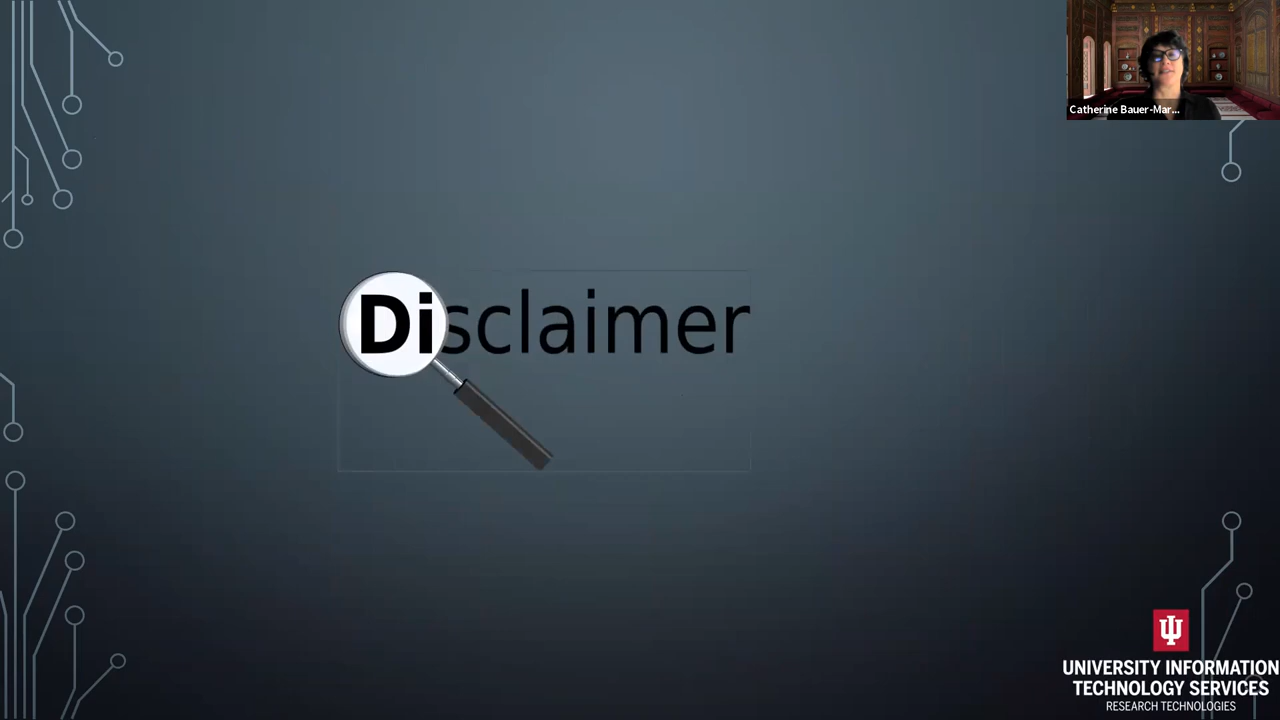 Catherine Bauer-Mar...
Disclaimer
UNIVERSITY INFORMATION
TECHNOLOGY SERVICES
RESEARCH TECHNOLOGIES